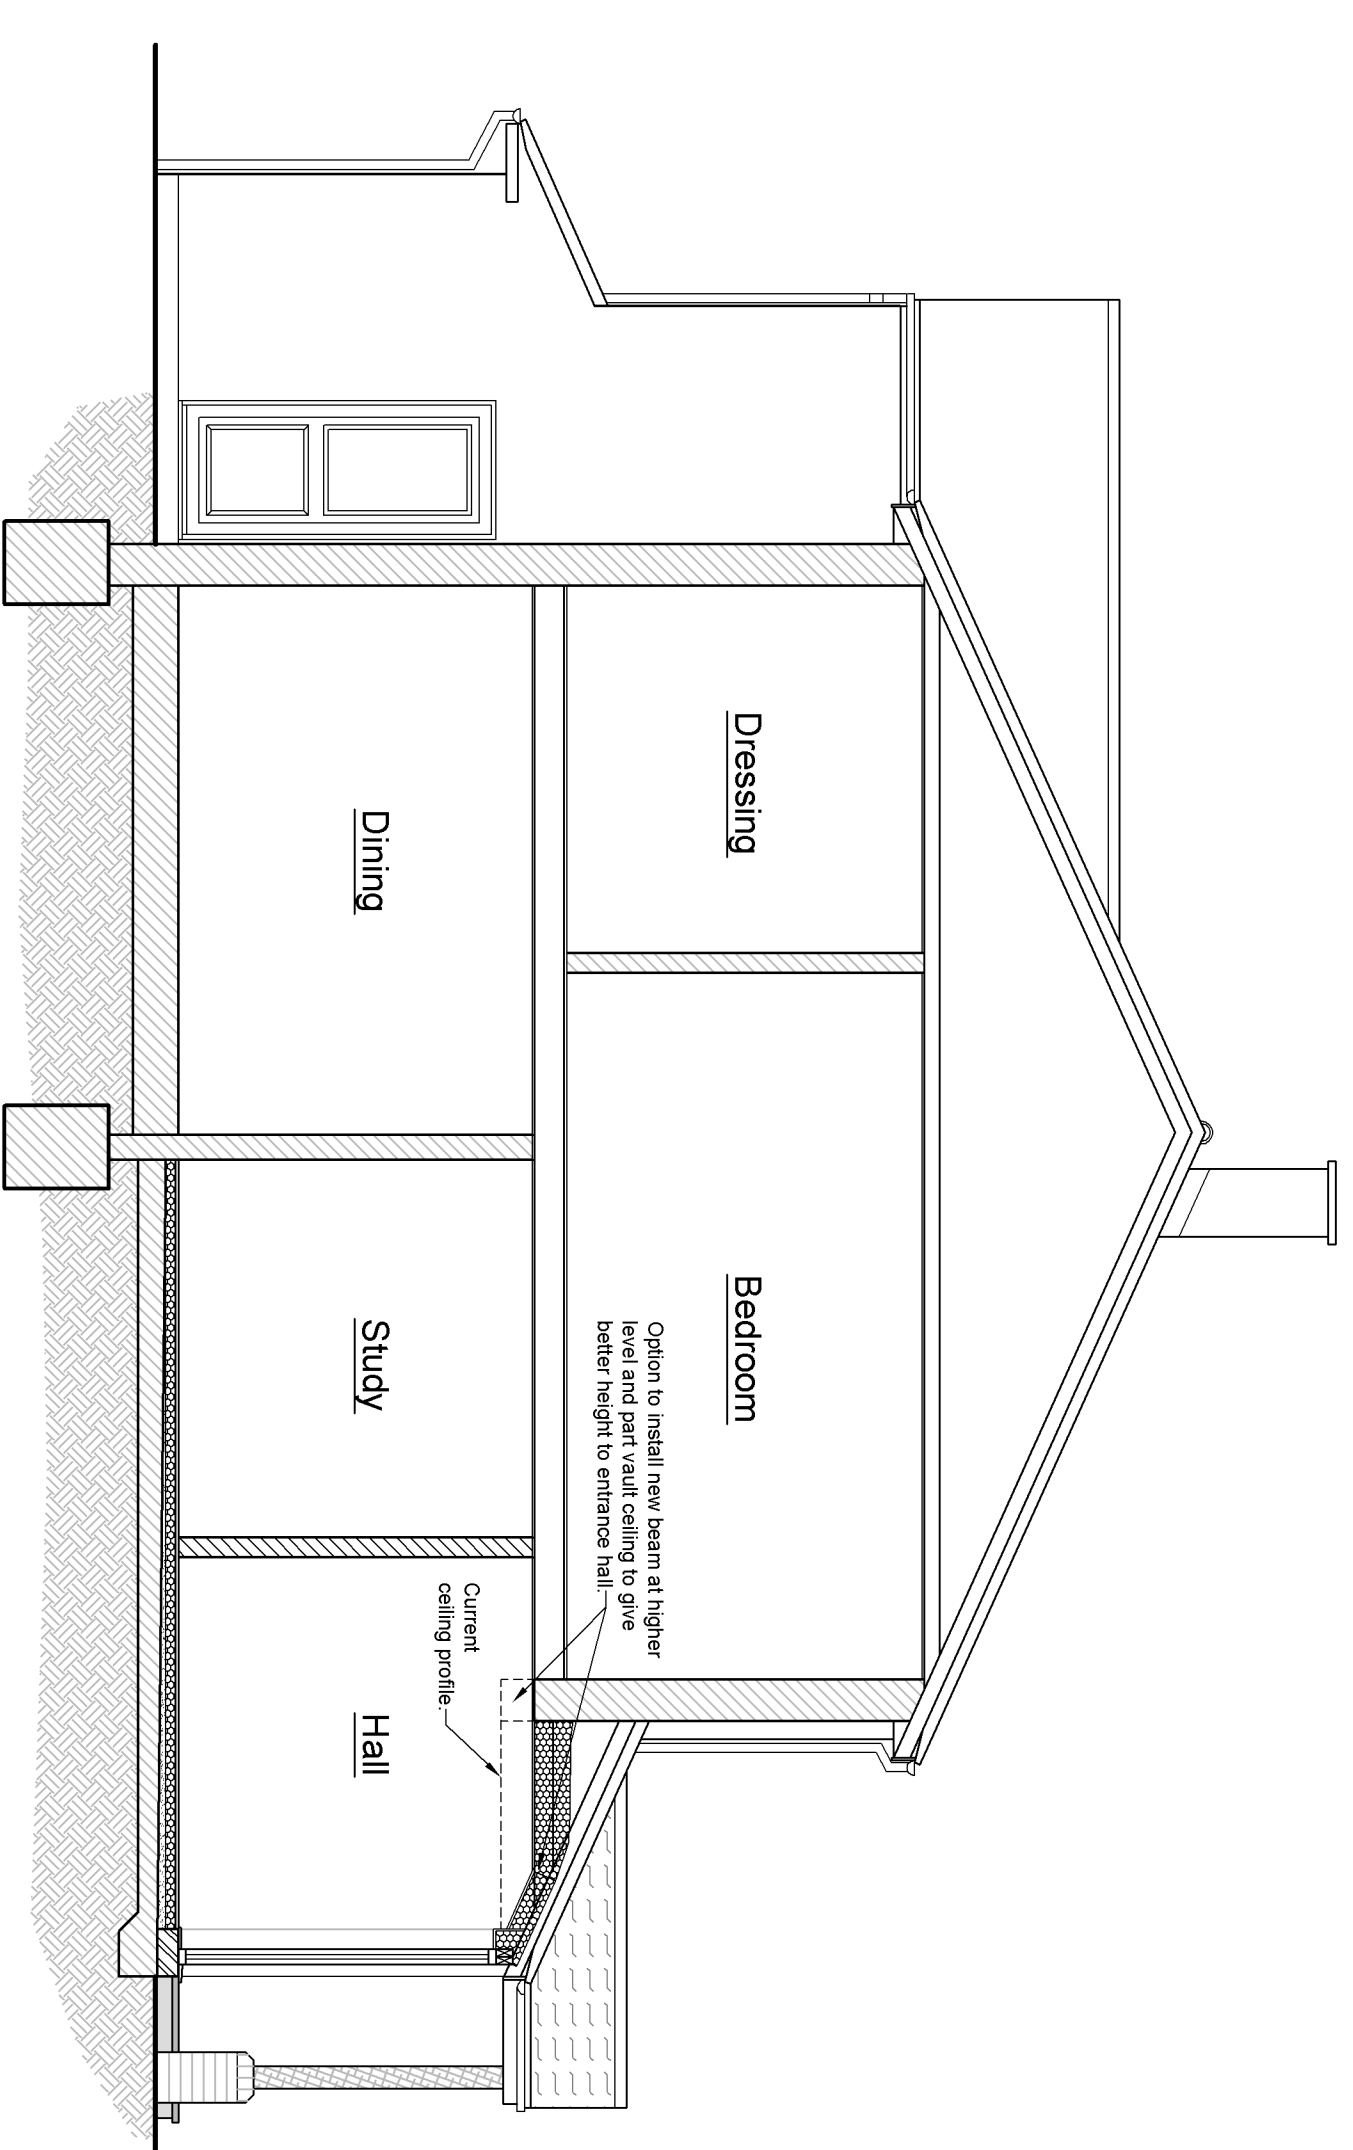 Dressing
Bedroom
Option to install new beam at higher
level and part vault ceiling to give
better height to entrance hall.
Dining
Study
Current
ceiling profile.
Hall